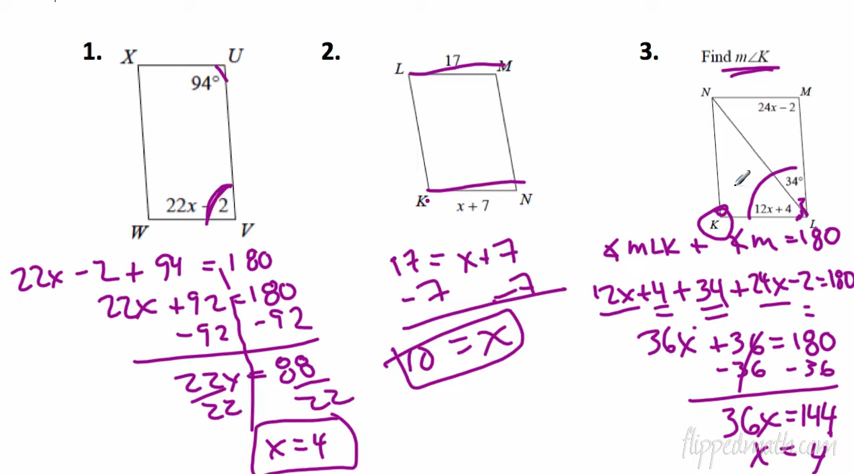 1.
X U
94°
22x - 2
W V
22x - 2 + 94 = 180
22x + 92 = 180
-92 -92
22x = 88
22 22
x = 4
2.
17
L M
K N
x + 7
17 = x + 7
-7 -7
10 = x
3. Find m∠K
N M
24x - 2
34°
12x + 4
K L
∡MLK + ∡M = 180
12x + 4 + 34 + 24x - 2 = 180
36x + 36 = 180
-36 -36
36x = 144
x = 4
flippedmath.com